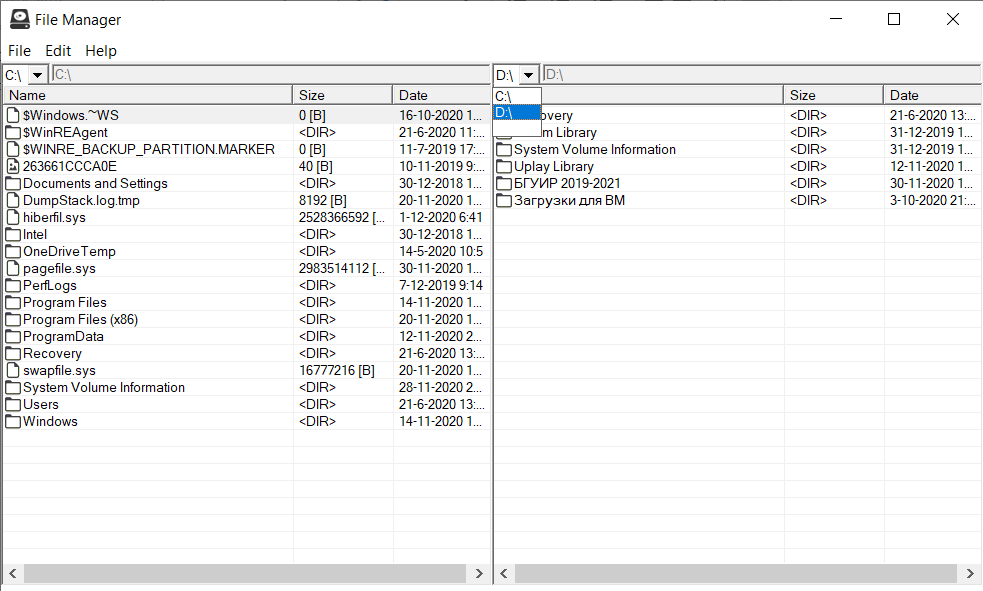 File Manager
File Edit Help
C:\ C:\
Name Size Date
$Windows.~WS 0 [B] 16-10-2020 1...
$WinREAgent <DIR> 21-6-2020 11:...
$WINRE_BACKUP_PARTITION.MARKER 0 [B] 11-7-2019 17:...
263661CCCA0E 40 [B] 10-11-2019 9:...
Documents and Settings <DIR> 30-12-2018 1...
DumpStack.log.tmp 8192 [B] 20-11-2020 1...
hiberfil.sys 2528366592 [... 1-12-2020 6:41
Intel <DIR> 30-12-2018 1...
OneDriveTemp <DIR> 14-5-2020 10:5
pagefile.sys 2983514112 [... 30-11-2020 1...
PerfLogs <DIR> 7-12-2019 9:14
Program Files <DIR> 14-11-2020 1...
Program Files (x86) <DIR> 20-11-2020 1...
ProgramData <DIR> 12-11-2020 2...
Recovery <DIR> 21-6-2020 13:...
swapfile.sys 16777216 [B] 20-11-2020 1...
System Volume Information <DIR> 28-11-2020 2...
Users <DIR> 21-6-2020 13:...
Windows <DIR> 14-11-2020 1...
D:\ D:\
C:\ Size Date
D:\
overy <DIR> 21-6-2020 13:...
m Library <DIR> 31-12-2019 1...
System Volume Information <DIR> 31-12-2019 1...
Uplay Library <DIR> 12-11-2020 1...
БГУИР 2019-2021 <DIR> 30-11-2020 1...
Загрузки для ВМ <DIR> 3-10-2020 21:...